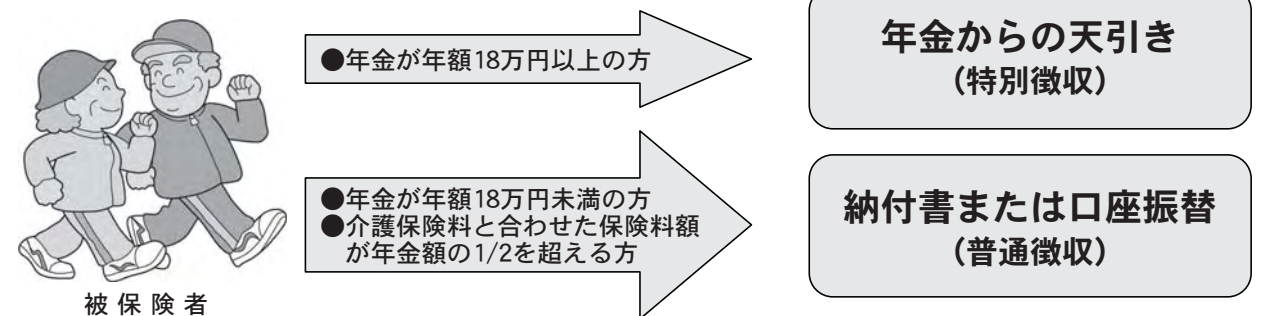 ●年金が年額18万円以上の方
年金からの天引き
(特別徴収)
●年金が年額18万円未満の方
●介護保険料と合わせた保険料額
が年金額の1/2を超える方
納付書または口座振替
(普通徴収)
被保険者